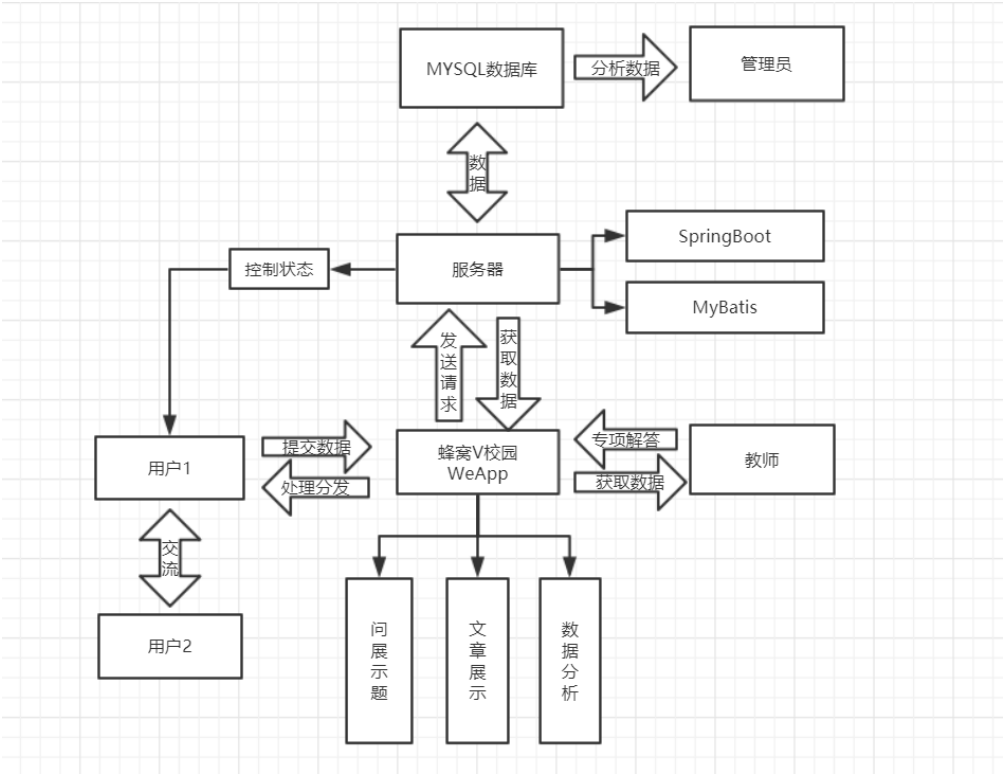 MYSQL数据库
分析数据
管理员
数据
SpringBoot
控制状态
服务器
MyBatis
发送请求
获取数据
用户1
提交数据
处理分发
蜂窝V校园
WeApp
专项解答
获取数据
教师
交流
用户2
问展示题
文章展示
数据分析